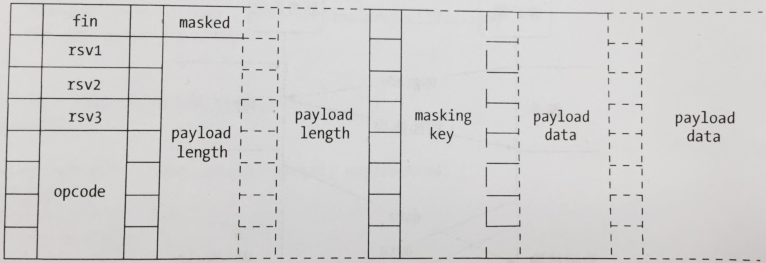 fin
rsv1
rsv2
rsv3
opcode
masked
payload
length
payload
length
masking
key
payload
data
payload
data